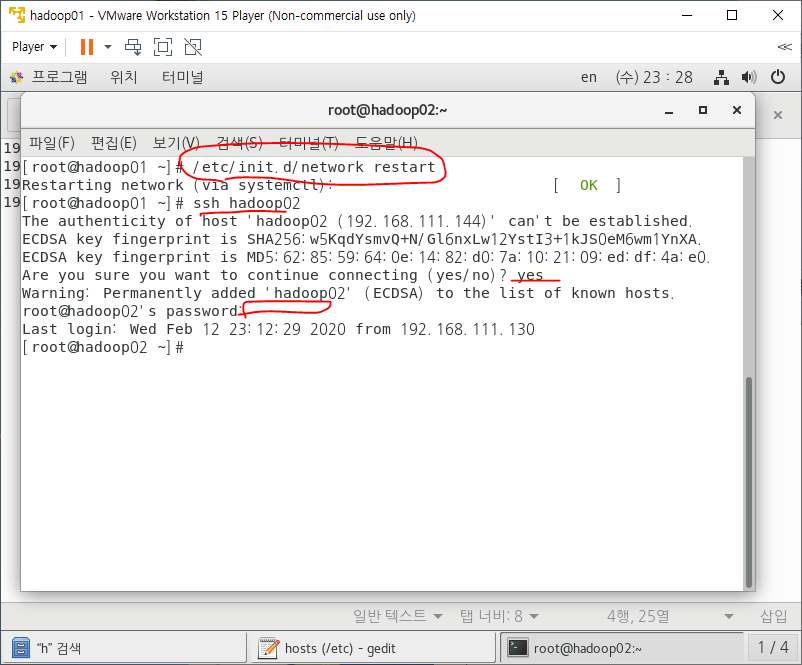 hadoop01 - VMware Workstation 15 Player (Non-commercial use only)
Player
프로그램 위치 터미널 en (수) 23 : 28
root@hadoop02:~
파일(F) 편집(E) 보기(V) 검색(S) 터미널(T) 도움말(H)
19
19
19
19
[root@hadoop01 ~]# /etc/init.d/network restart
Restarting network (via systemctl): [ OK ]
[root@hadoop01 ~]# ssh hadoop02
The authenticity of host 'hadoop02 (192.168.111.144)' can't be established.
ECDSA key fingerprint is SHA256:w5KqdYsmvQ+N/Gl6nxLw12YstI3+1kJSOeM6wm1YnXA.
ECDSA key fingerprint is MD5:62:85:59:64:0e:14:82:d0:7a:10:21:09:ed:df:4a:e0.
Are you sure you want to continue connecting (yes/no)? yes
Warning: Permanently added 'hadoop02' (ECDSA) to the list of known hosts.
root@hadoop02's password:
Last login: Wed Feb 12 23:12:29 2020 from 192.168.111.130
[root@hadoop02 ~]#
일반 텍스트 탭 너비: 8 4행, 25열 삽입
"h" 검색 hosts (/etc) - gedit root@hadoop02:~ 1 / 4